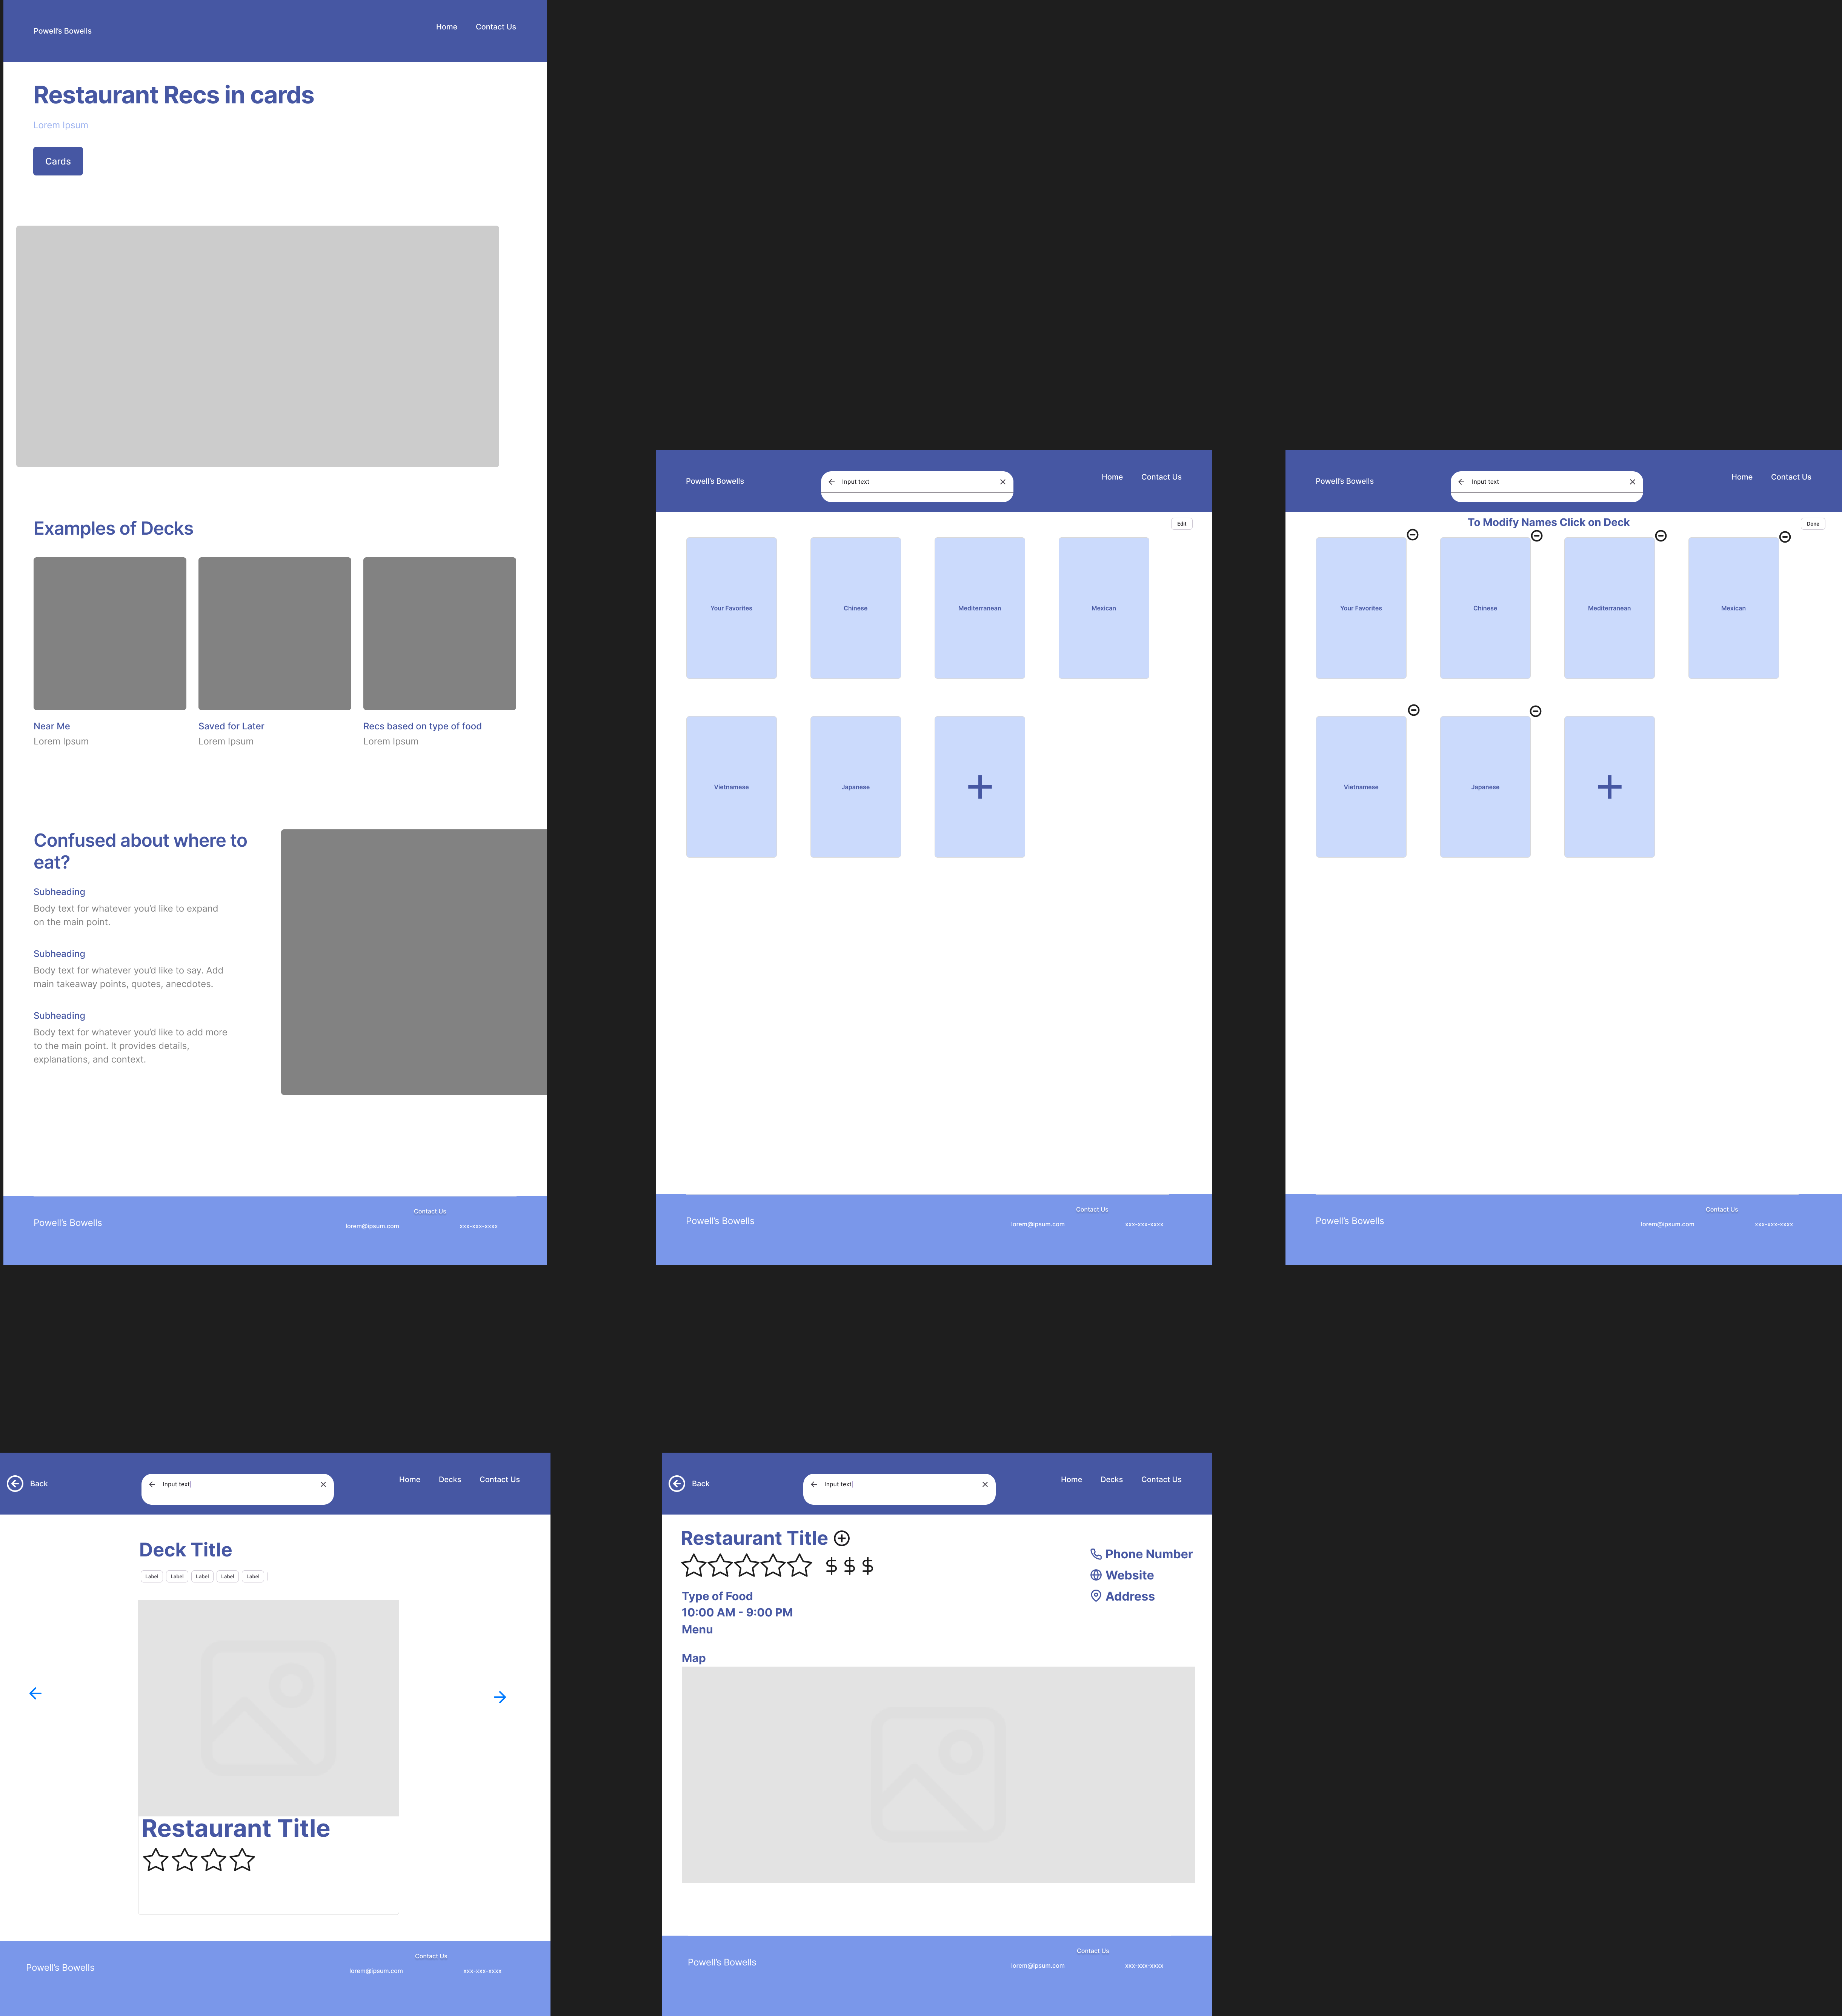 Powell's Bowells
Home
Contact Us
Restaurant Recs in cards
Lorem Ipsum
Cards
Examples of Decks
Near Me
Lorem Ipsum
Saved for Later
Lorem Ipsum
Recs based on type of food
Lorem Ipsum
Confused about where to
eat?
Subheading
Body text for whatever you'd like to expand
on the main point.
Subheading
Body text for whatever you'd like to say. Add
main takeaway points, quotes, anecdotes.
Subheading
Body text for whatever you'd like to add more
to the main point. It provides details,
explanations, and context.
Powell's Bowells
Contact Us
lorem@ipsum.com
xxx-xxx-xxxx
Powell's Bowells
Input text
Home
Contact Us
Edit
Your Favorites
Chinese
Mediterranean
Mexican
Vietnamese
Japanese
Powell's Bowells
Contact Us
lorem@ipsum.com
xxx-xxx-xxxx
Powell's Bowells
Input text
Home
Contact Us
To Modify Names Click on Deck
Done
Your Favorites
Chinese
Mediterranean
Mexican
Vietnamese
Japanese
Powell's Bowells
Contact Us
lorem@ipsum.com
xxx-xxx-xxxx
Back
Input text
Home
Decks
Contact Us
Deck Title
Label
Label
Label
Label
Label
Restaurant Title
Powell's Bowells
Contact Us
lorem@ipsum.com
xxx-xxx-xxxx
Back
Input text
Home
Decks
Contact Us
Restaurant Title
$ $ $
Type of Food
10:00 AM - 9:00 PM
Menu
Phone Number
Website
Address
Map
Powell's Bowells
Contact Us
lorem@ipsum.com
xxx-xxx-xxxx